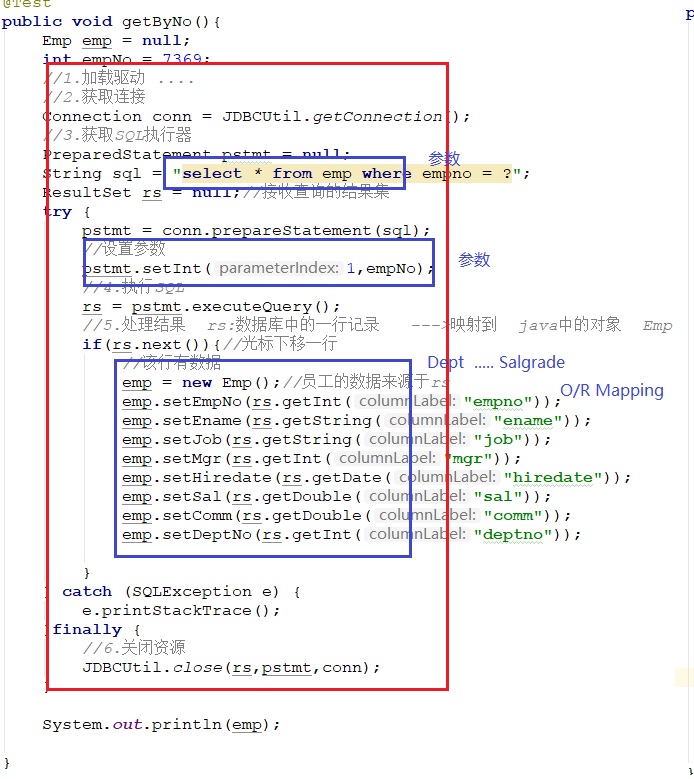 @Test
public void getByNo(){
Emp emp = null;
int empNo = 7369;
//1.加载驱动 ....
//2.获取连接
Connection conn = JDBCUtil.getConnection();
//3.获取SQL执行器
PreparedStatement pstmt = null;
参数
String sql = "select * from emp where empno = ?";
ResultSet rs = null;//接收查询的结果集
try {
pstmt = conn.prepareStatement(sql);
//设置参数
pstmt.setInt( parameterIndex: 1,empNo);
参数
//4.执行SQL
rs = pstmt.executeQuery();
//5.处理结果 rs:数据库中的一行记录 --->映射到 java中的对象 Emp
if(rs.next()){//光标下移一行
//该行有数据
Dept ..... Salgrade
emp = new Emp();//员工的数据来源于rs
O/R Mapping
emp.setEmpNo(rs.getInt( columnLabel: "empno"));
emp.setEname(rs.getString( columnLabel: "ename"));
emp.setJob(rs.getString( columnLabel: "job"));
emp.setMgr(rs.getInt( columnLabel: "mgr"));
emp.setHiredate(rs.getDate( columnLabel: "hiredate"));
emp.setSal(rs.getDouble( columnLabel: "sal"));
emp.setComm(rs.getDouble( columnLabel: "comm"));
emp.setDeptNo(rs.getInt( columnLabel: "deptno"));
}
catch (SQLException e) {
e.printStackTrace();
finally {
//6.关闭资源
JDBCUtil.close(rs,pstmt,conn);
System.out.println(emp);
}